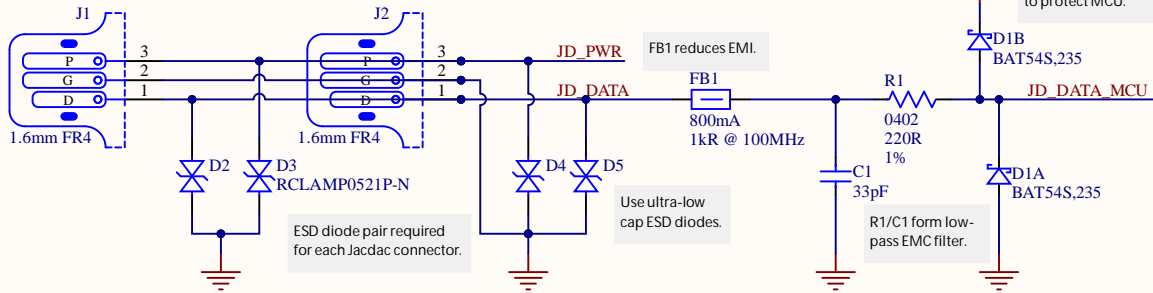 to protect MCU.
J1
J2
D1B
BAT54S,235
P
3
G
2
D
1
P
3
G
2
D
1
JD_PWR
JD_DATA
FB1 reduces EMI.
FB1
800mA
1kR @ 100MHz
R1
0402
220R
1%
JD_DATA_MCU
1.6mm FR4
1.6mm FR4
D2
D3
RCLAMP0521P-N
D4
D5
C1
33pF
D1A
BAT54S,235
ESD diode pair required
for each Jacdac connector.
Use ultra-low
cap ESD diodes.
R1/C1 form low-
pass EMC filter.